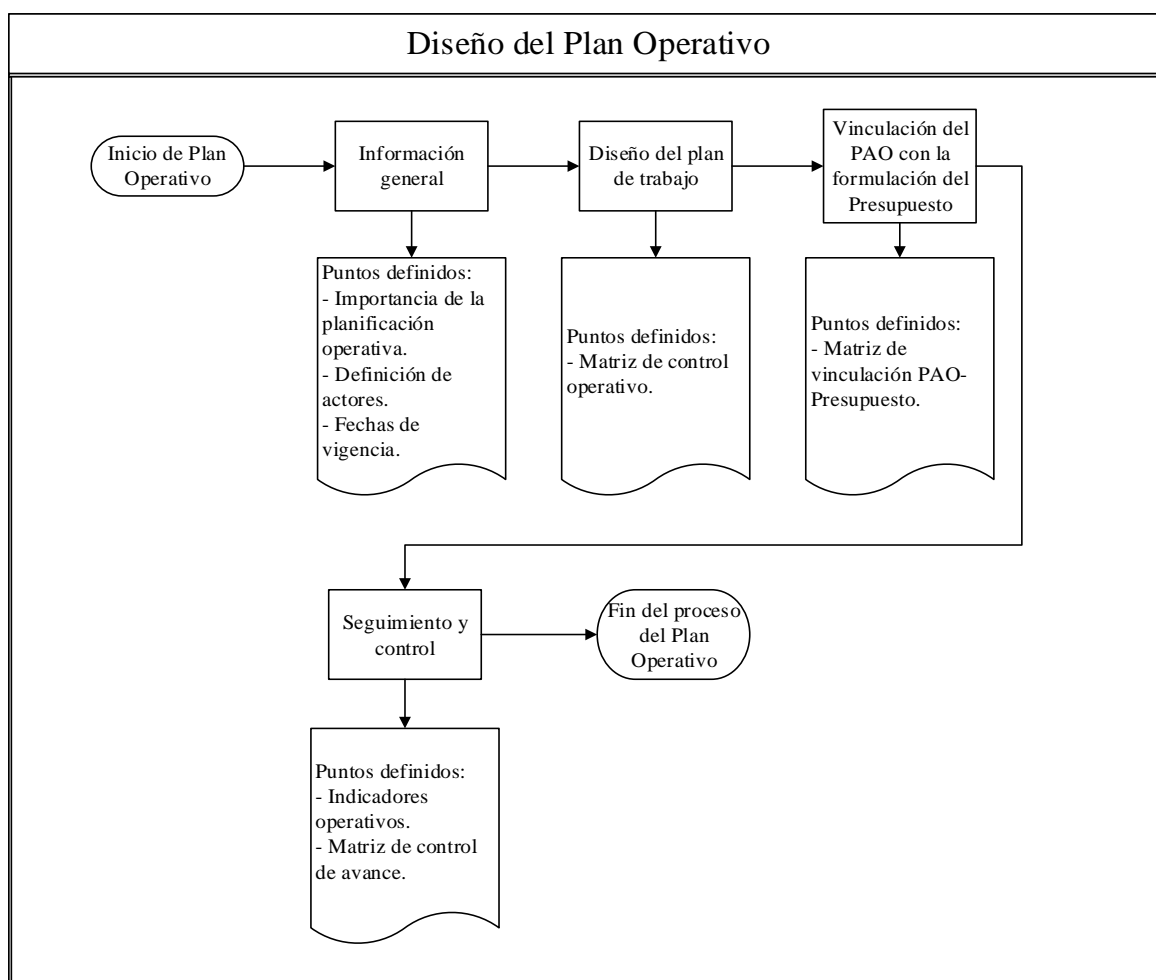 Diseño del Plan Operativo
Inicio de Plan
Operativo
Información
general
Diseño del plan
de trabajo
Vinculación del
PAO con la
formulación del
Presupuesto
Puntos definidos:
- Importancia de la
planificación
operativa.
- Definición de
actores.
- Fechas de
vigencia.
Puntos definidos:
- Matriz de control
operativo.
Puntos definidos:
- Matriz de
vinculación PAO-
Presupuesto.
Seguimiento y
control
Fin del proceso
del Plan
Operativo
Puntos definidos:
- Indicadores
operativos.
- Matriz de control
de avance.